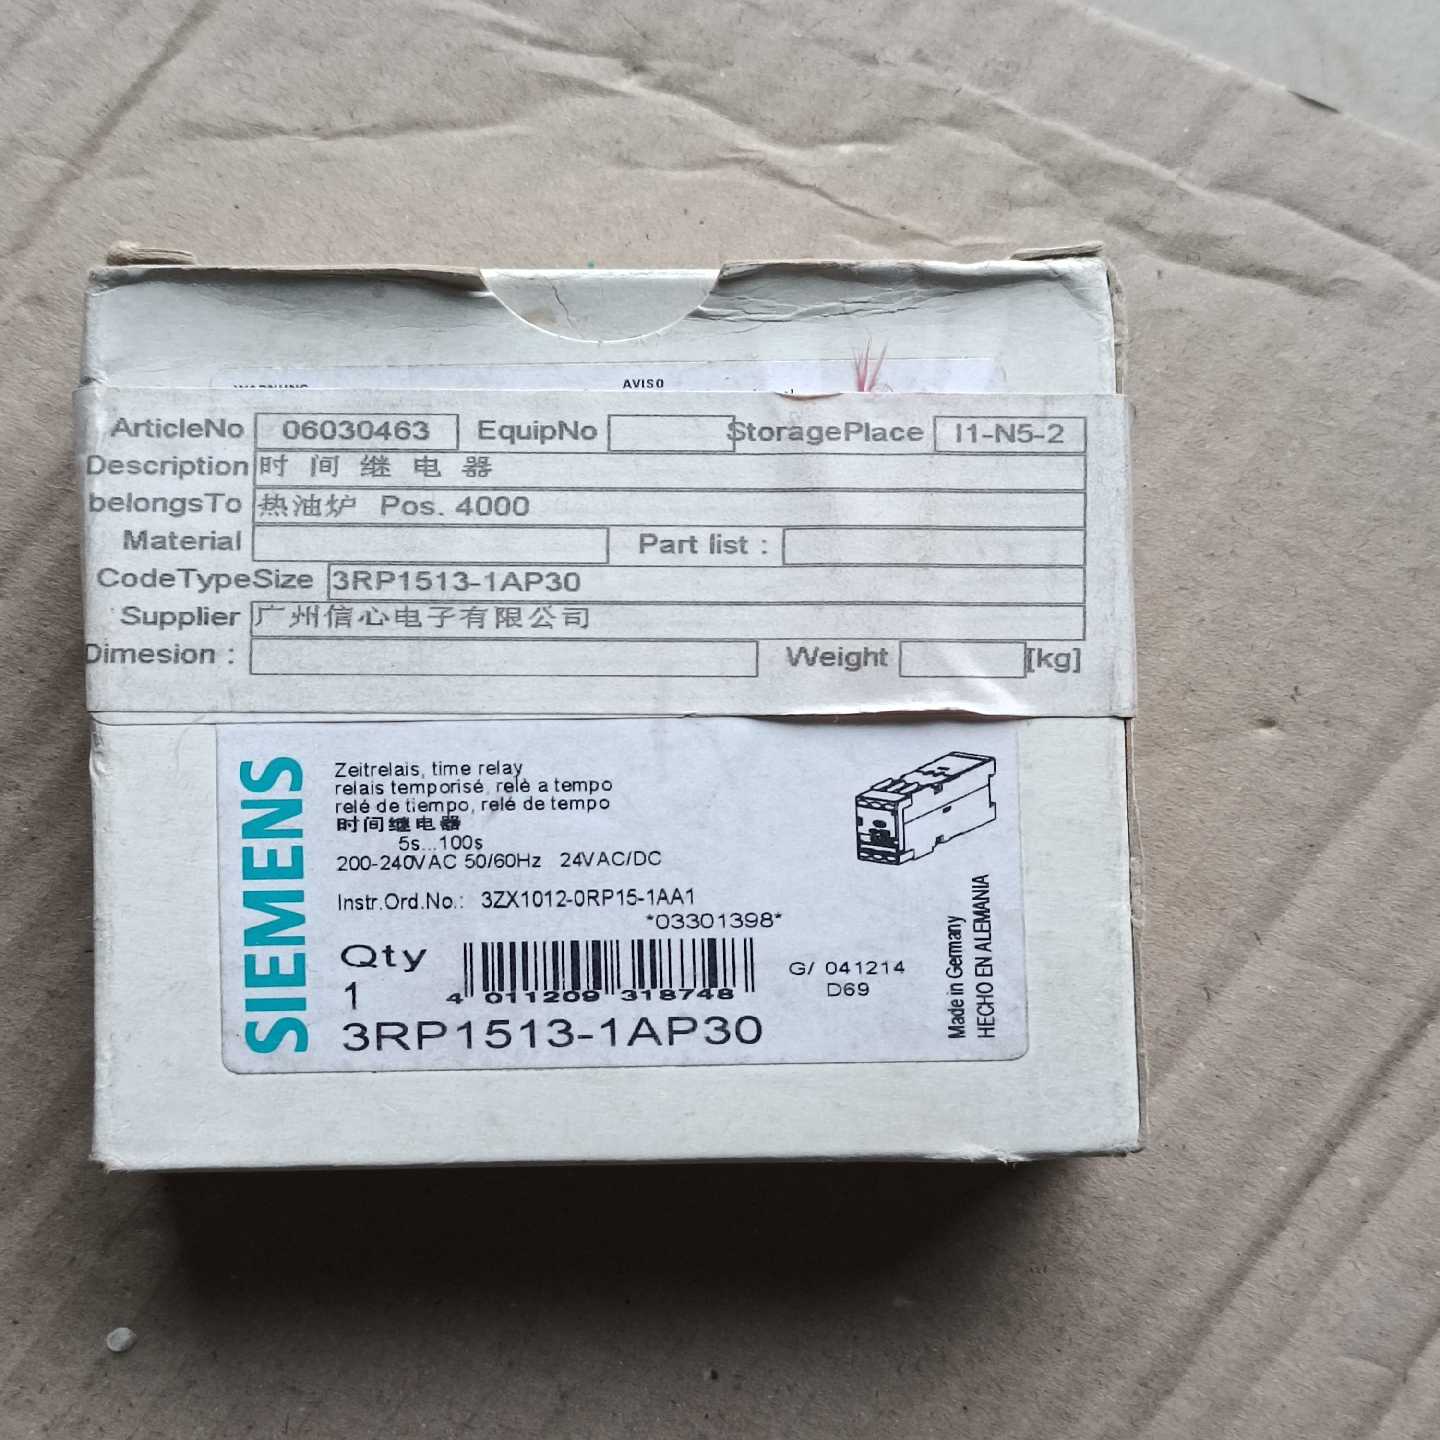 AVISO
ArticleNo 06030463 EquipNo StoragePlace I1-N5-2
Description 时间继电器
belongsTo 热油炉 Pos. 4000
Material Part list :
CodeTypeSize 3RP1513-1AP30
Supplier 广州信心电子有限公司
Dimesion : Weight [kg]
SIEMENS
Zeitrelais, time relay
relais temporisé, relè a tempo
relé de tiempo, relé de tempo
时间继电器
5s...100s
200-240VAC 50/60Hz 24VAC/DC
Instr.Ord.No.: 3ZX1012-0RP15-1AA1
*03301398*
Qty
1
4 011209 318748
G/ 041214
D69
3RP1513-1AP30
Made in Germany
HECHO EN ALEMANIA